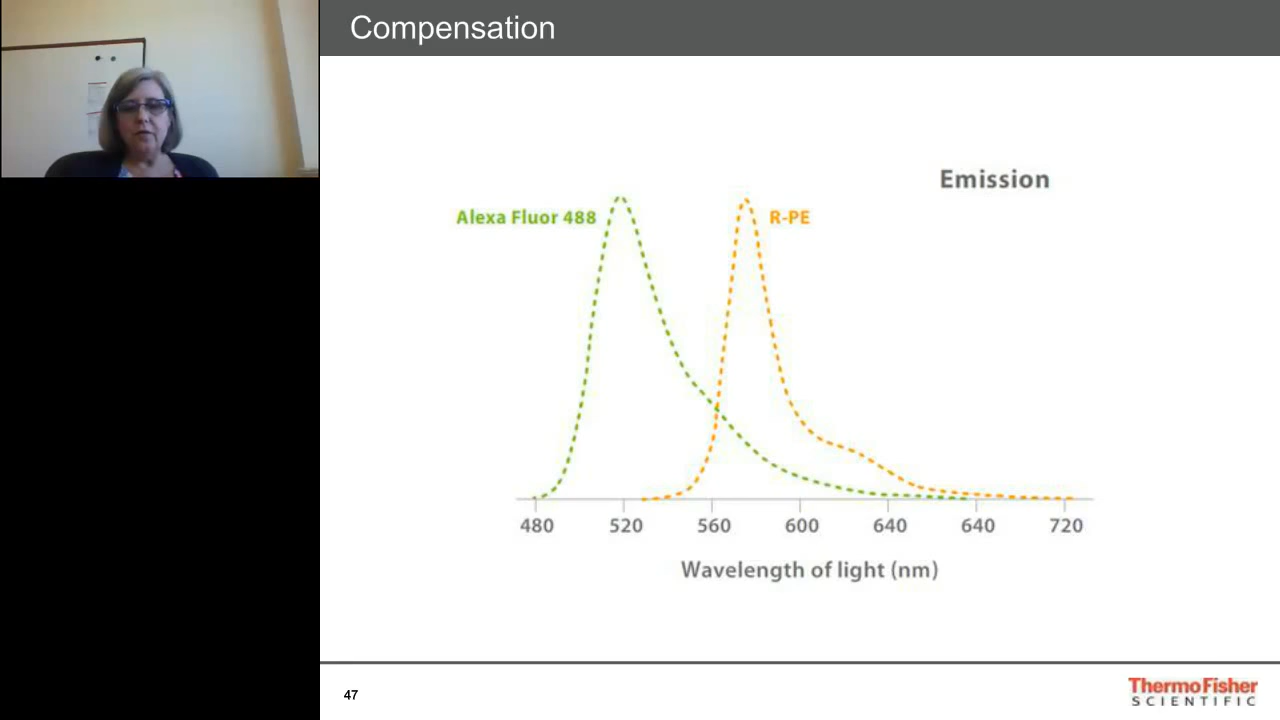 Compensation
Emission
Alexa Fluor 488
R-PE
480 520 560 600 640 640 720
Wavelength of light (nm)
47
ThermoFisher
SCIENTIFIC